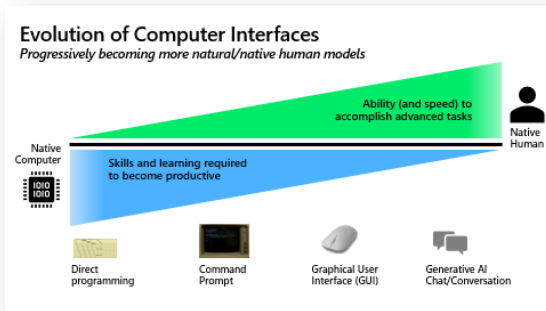 Evolution of Computer Interfaces
Progressively becoming more natural/native human models
Ability (and speed) to
accomplish advanced tasks
Native
Human
Native
Computer
1010
1010
Skills and learning required
to become productive
Direct
programming
Command
Prompt
Graphical User
Interface (GUI)
Generative AI
Chat/Conversation